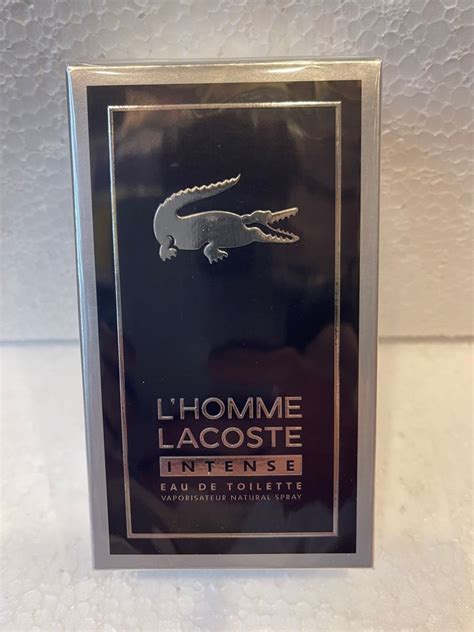 L'HOMME
LACOSTE
INTENSE
EAU DE TOILETTE
VAPORISATEUR NATURAL SPRAY